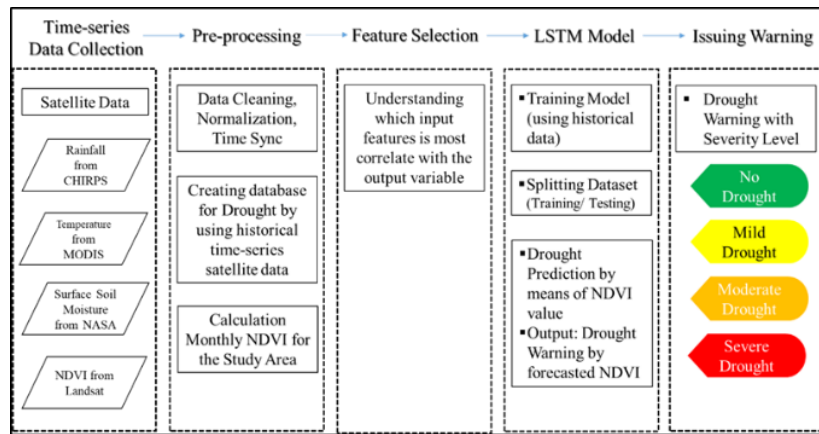 Time-series
Data Collection
Pre-processing
Feature Selection
LSTM Model
Issuing Warning
Satellite Data
Rainfall
from
CHIRPS
Temperature
from
MODIS
Surface Soil
Moisture
from NASA
NDVI from
Landsat
Data Cleaning,
Normalization,
Time Sync
Creating database
for Drought by
using historical
time-series
satellite data
Calculation
Monthly NDVI for
the Study Area
Understanding
which input
features is most
correlate with the
output variable
▪Training Model
(using historical
data)
▪Splitting Dataset
(Training/ Testing)
▪Drought
Prediction by
means of NDVI
value
▪Output: Drought
Warning by
forecasted NDVI
▪ Drought
Warning with
Severity Level
No
Drought
Mild
Drought
Moderate
Drought
Severe
Drought